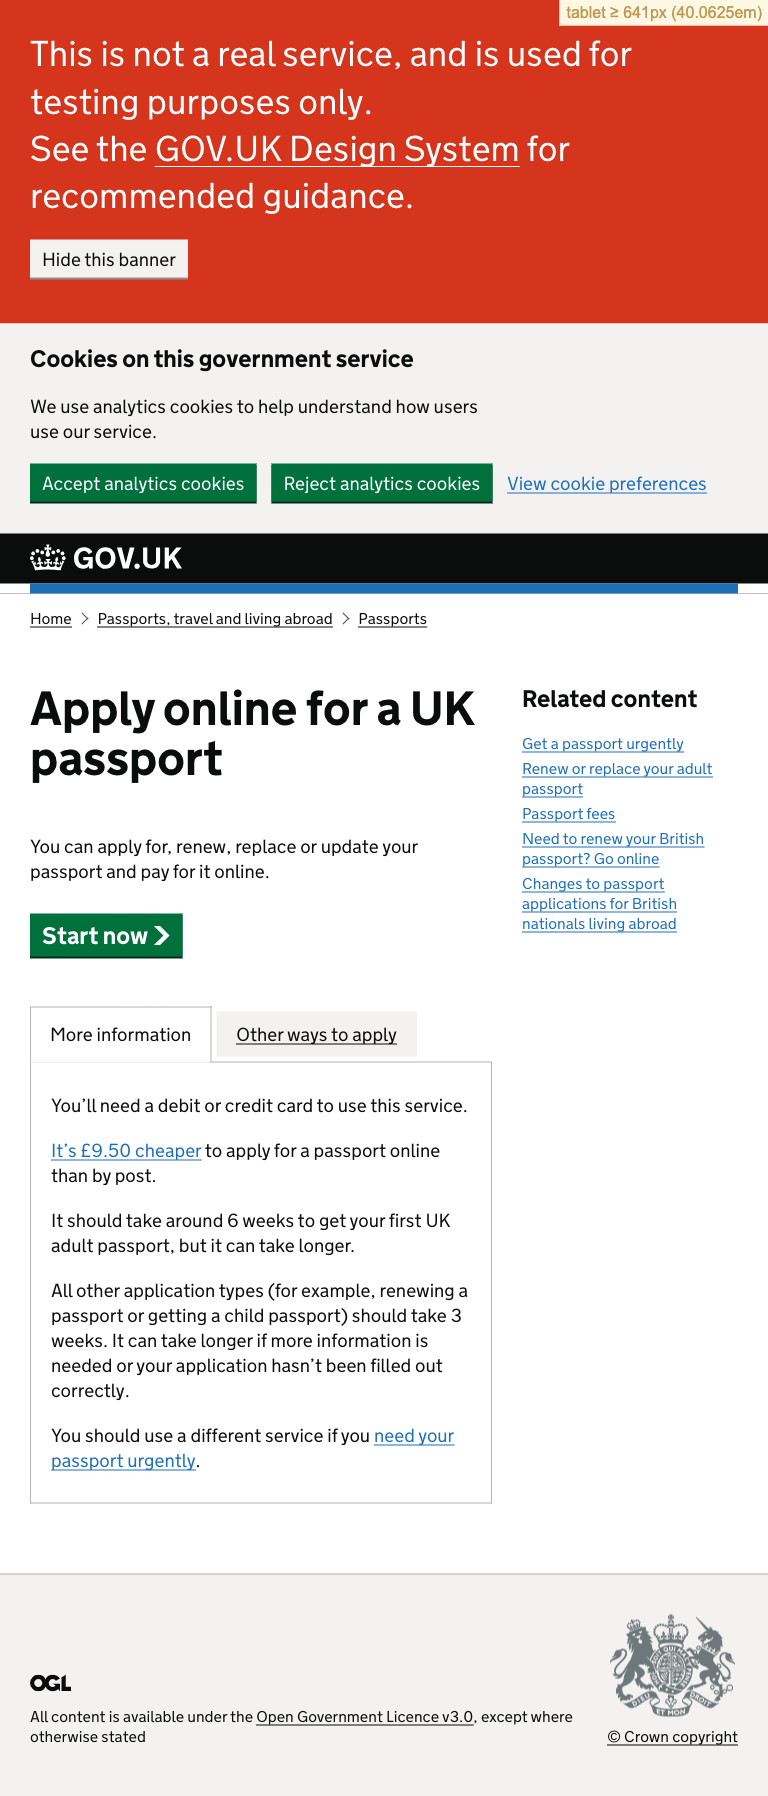 tablet ≥ 641px (40.0625em)
This is not a real service, and is used for
testing purposes only.
See the GOV.UK Design System for
recommended guidance.
Hide this banner
Cookies on this government service
We use analytics cookies to help understand how users
use our service.
Accept analytics cookies
Reject analytics cookies
View cookie preferences
GOV.UK
Home
Passports, travel and living abroad
Passports
Apply online for a UK
passport
You can apply for, renew, replace or update your
passport and pay for it online.
Start now
More information
Other ways to apply
You’ll need a debit or credit card to use this service.
It’s £9.50 cheaper to apply for a passport online
than by post.
It should take around 6 weeks to get your first UK
adult passport, but it can take longer.
All other application types (for example, renewing a
passport or getting a child passport) should take 3
weeks. It can take longer if more information is
needed or your application hasn’t been filled out
correctly.
You should use a different service if you need your
passport urgently.
Related content
Get a passport urgently
Renew or replace your adult
passport
Passport fees
Need to renew your British
passport? Go online
Changes to passport
applications for British
nationals living abroad
OGL
All content is available under the Open Government Licence v3.0, except where
otherwise stated
DIEU ET MON DROIT
© Crown copyright